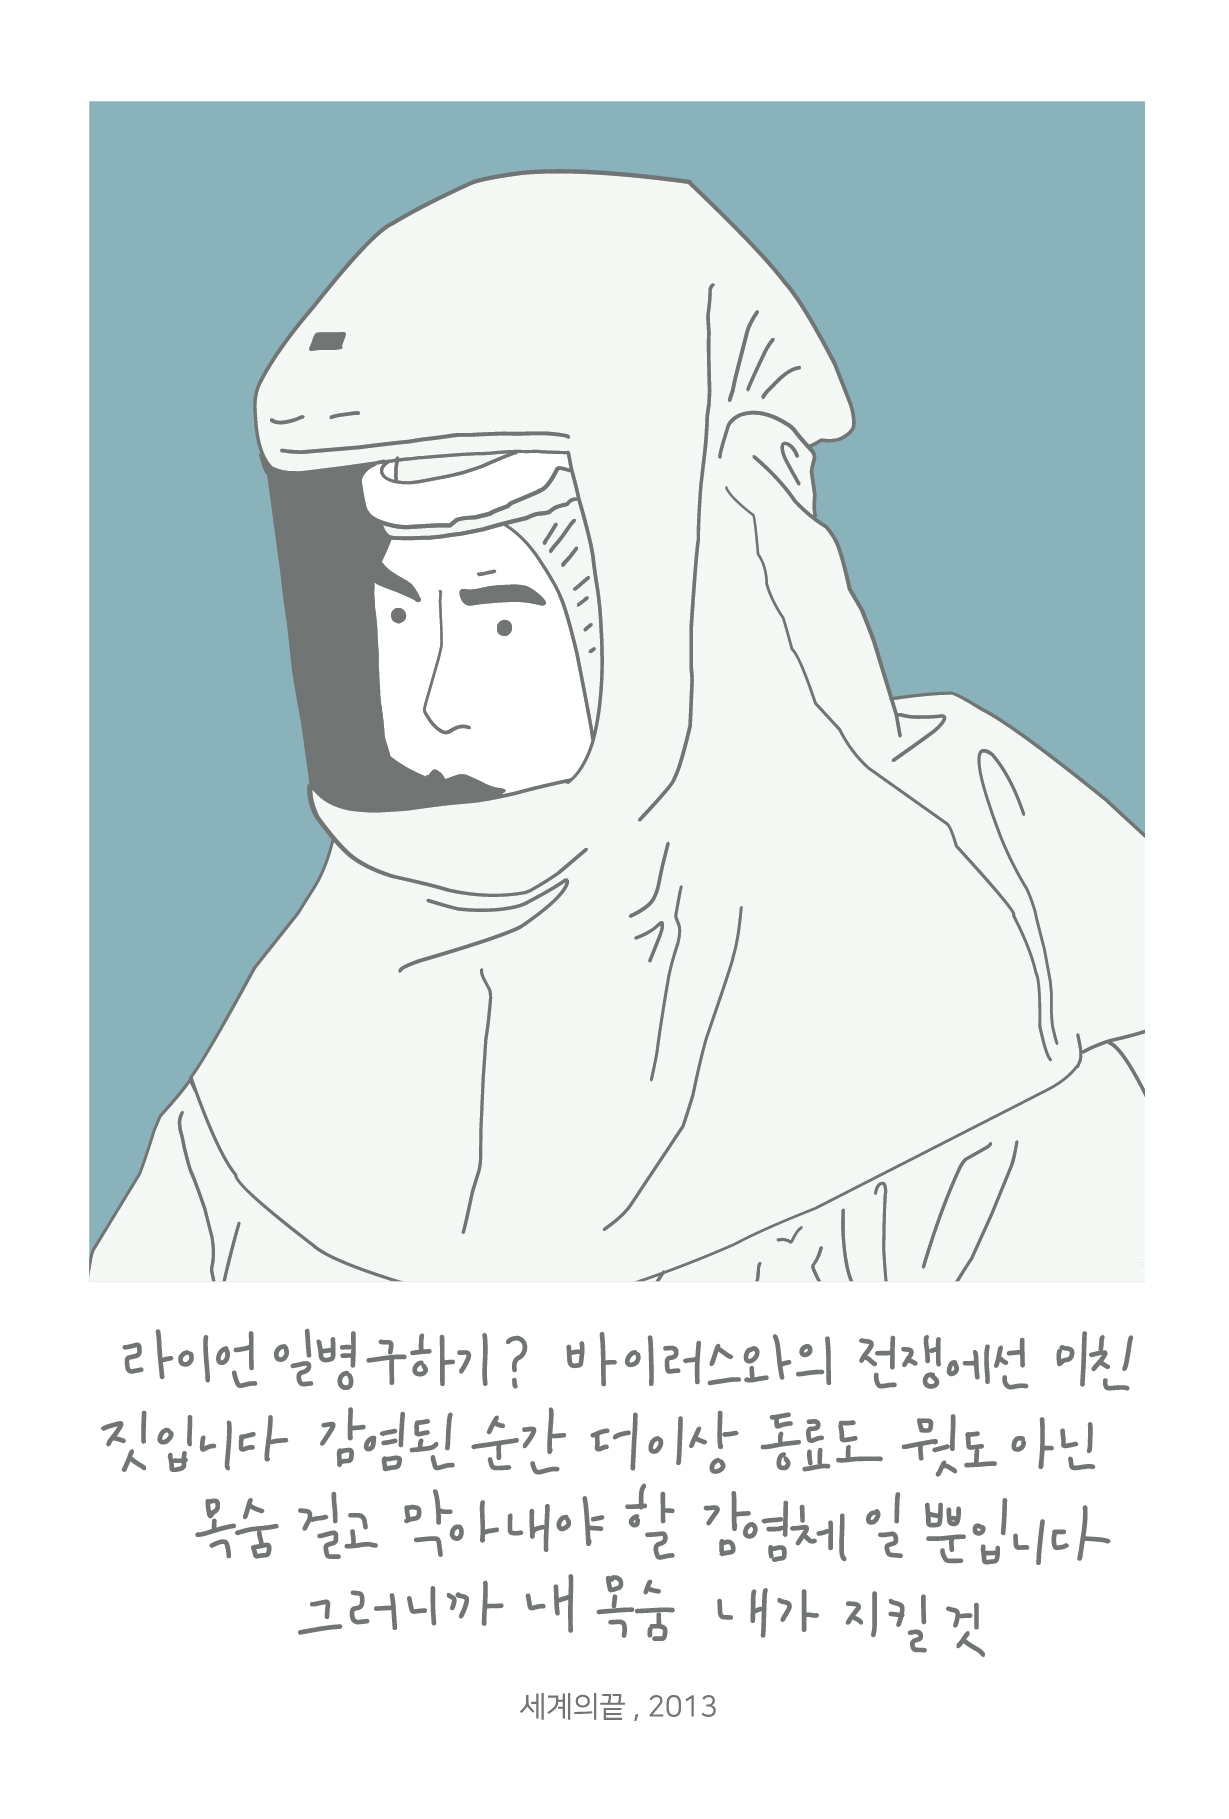 라이언 일병 구하기? 바이러스와의 전쟁에선 미친
짓입니다 감염된 순간 더이상 동료도 뭣도 아닌
목숨 걸고 막아내야 할 감염체 일 뿐입니다
그러니까 내 목숨 내가 지킬 것
세계의끝 , 2013